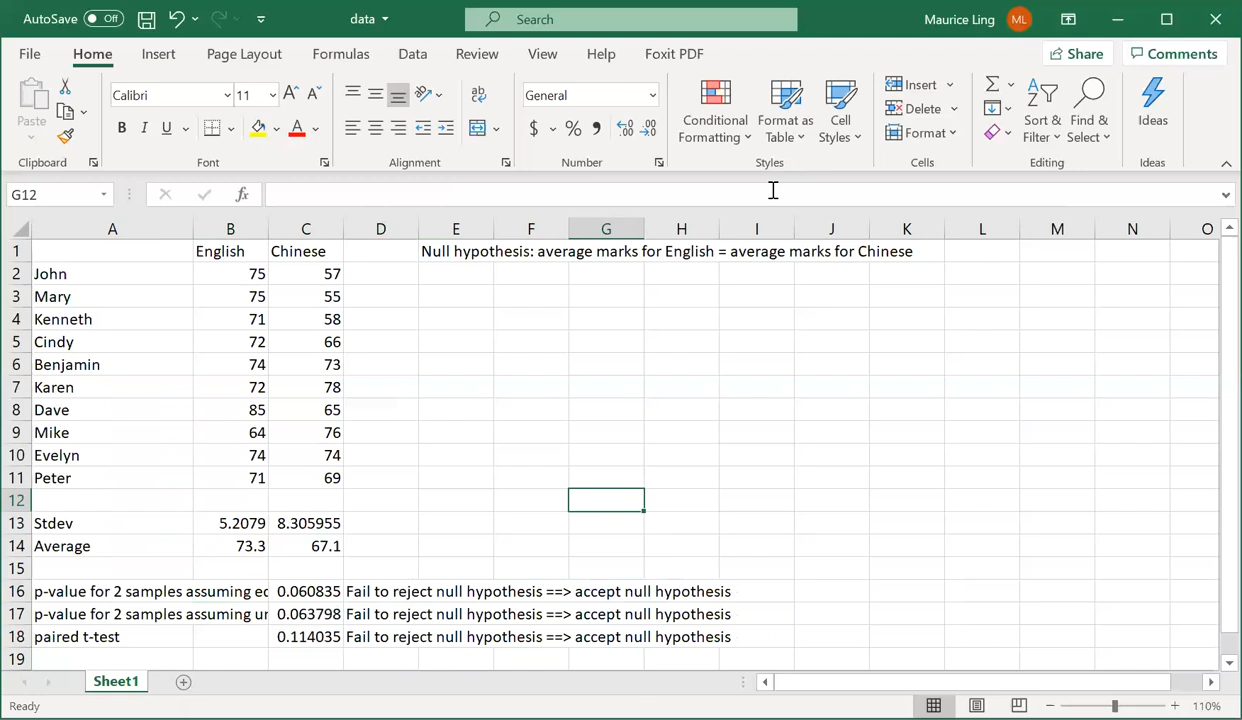 AutoSave Off data Search Maurice Ling ML
File Home Insert Page Layout Formulas Data Review View Help Foxit PDF Share Comments
Paste Calibri 11 A A ab General Conditional Formatting Format as Table Cell Styles Insert Delete Format Sort & Filter Find & Select Ideas
B I U A $ % 9 .00 .00
Clipboard Font Alignment Number Styles Cells Editing Ideas
G12 fx
A B C D E F G H I J K L M N O
1 English Chinese Null hypothesis: average marks for English = average marks for Chinese
2 John 75 57
3 Mary 75 55
4 Kenneth 71 58
5 Cindy 72 66
6 Benjamin 74 73
7 Karen 72 78
8 Dave 85 65
9 Mike 64 76
10 Evelyn 74 74
11 Peter 71 69
12
13 Stdev 5.2079 8.305955
14 Average 73.3 67.1
15
16 p-value for 2 samples assuming ec 0.060835 Fail to reject null hypothesis ==> accept null hypothesis
17 p-value for 2 samples assuming ur 0.063798 Fail to reject null hypothesis ==> accept null hypothesis
18 paired t-test 0.114035 Fail to reject null hypothesis ==> accept null hypothesis
19
Sheet1
Ready 110%